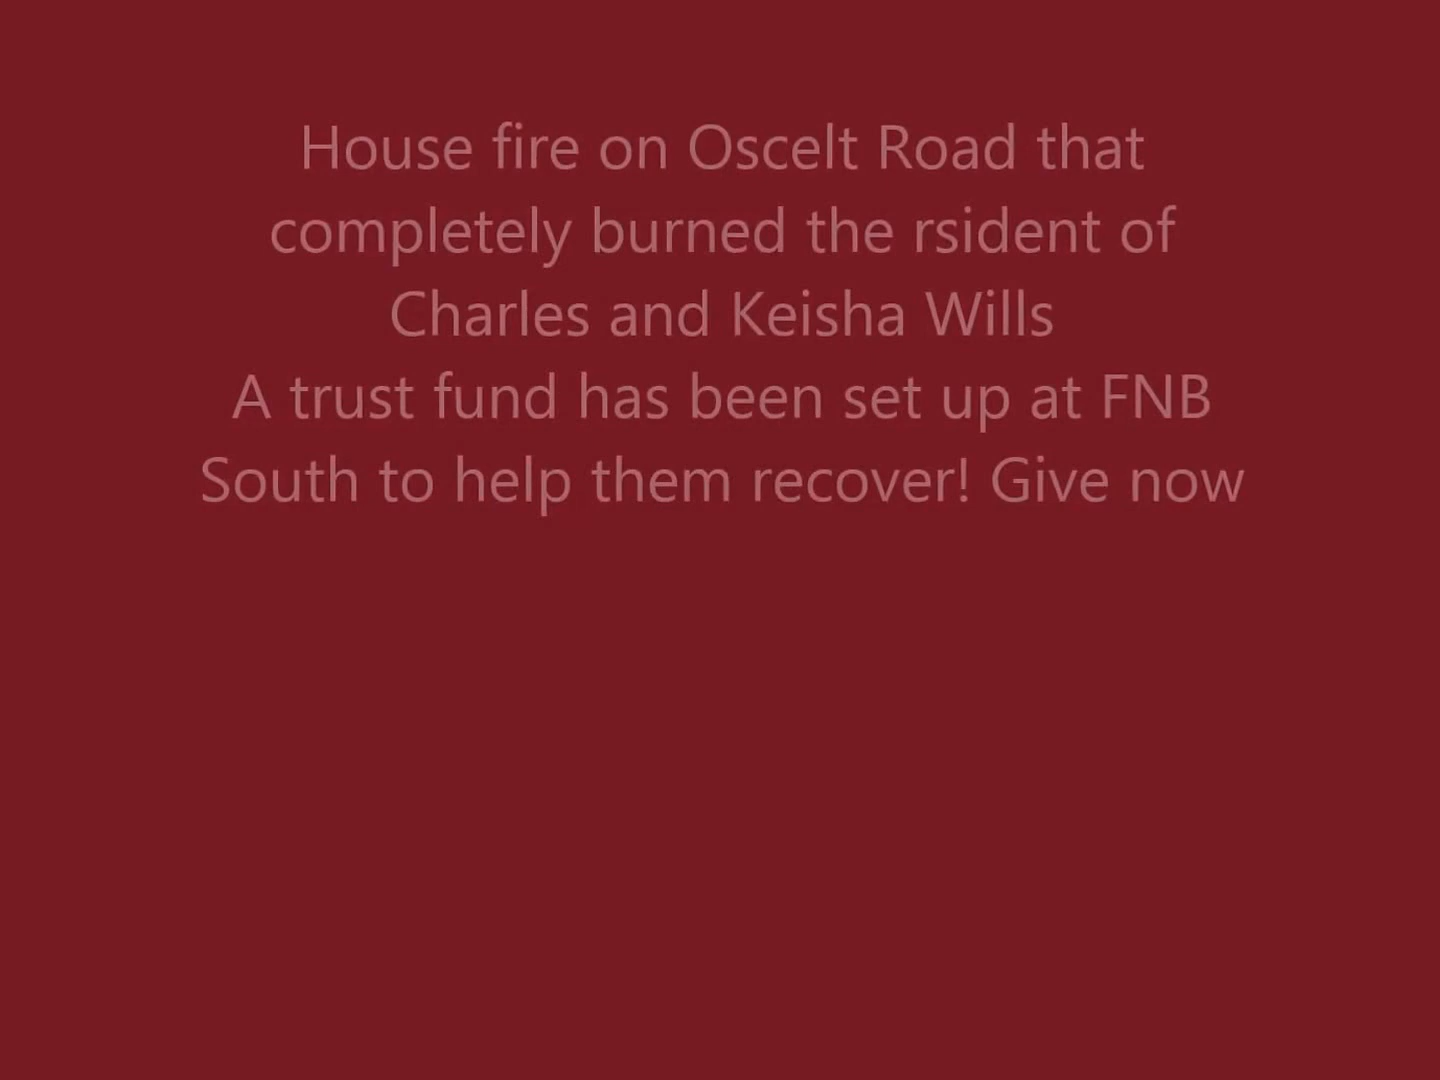 House fire on Oscelt Road that
completely burned the rsident of
Charles and Keisha Wills
A trust fund has been set up at FNB
South to help them recover! Give now